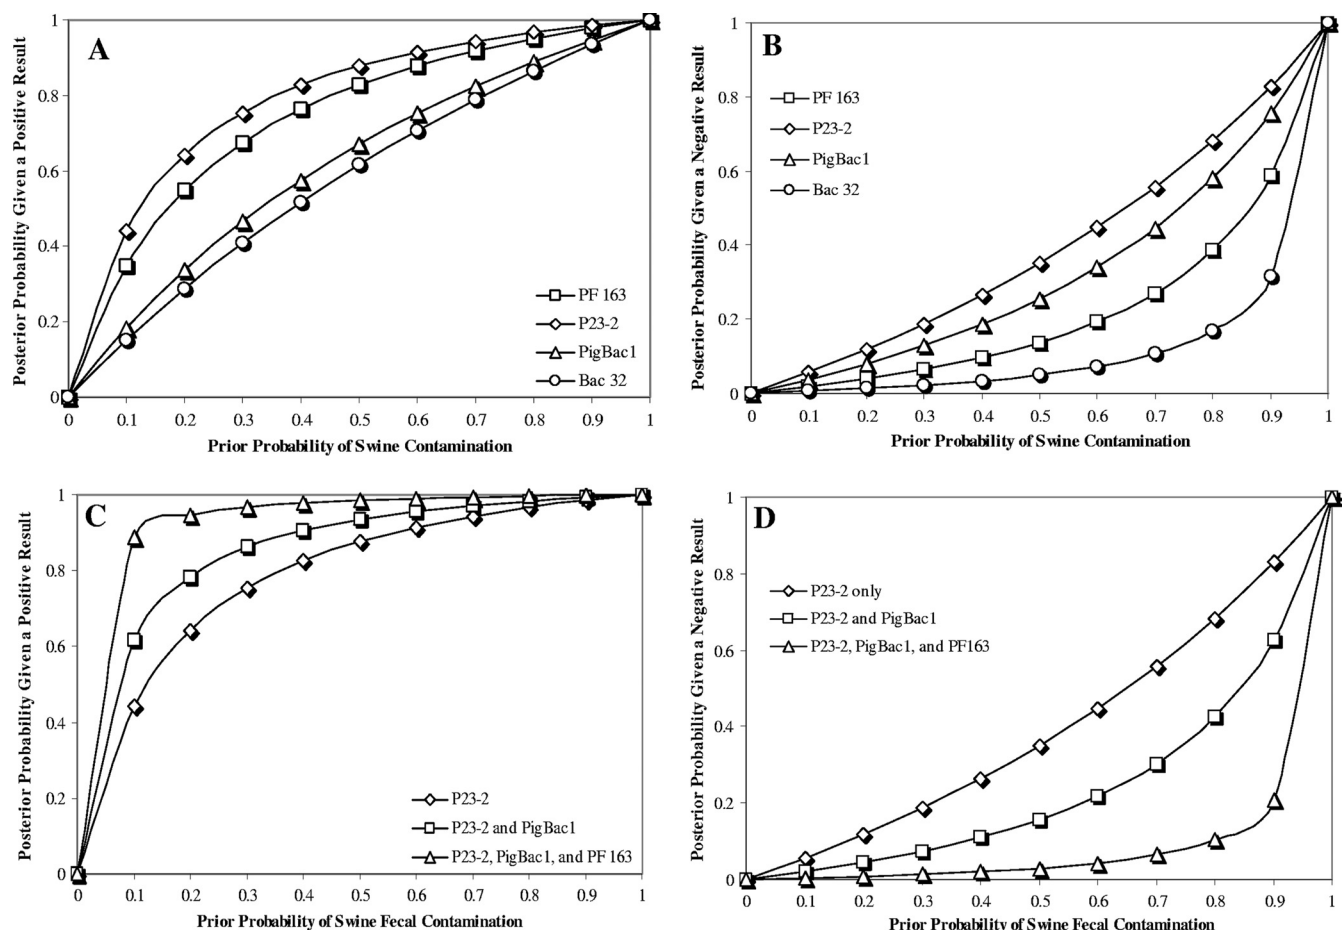 A
Posterior Probability Given a Positive Result
1
0.8
0.6
0.4
0.2
0
PF 163
P23-2
PigBac1
Bac 32
0 0.1 0.2 0.3 0.4 0.5 0.6 0.7 0.8 0.9 1
Prior Probability of Swine Contamination
B
Posterior Probability Given a Negative Result
1
0.8
0.6
0.4
0.2
0
PF 163
P23-2
PigBac1
Bac 32
0 0.1 0.2 0.3 0.4 0.5 0.6 0.7 0.8 0.9 1
Prior Probability of Swine Contamination
C
Posterior Probability Given a Positive Result
1
0.8
0.6
0.4
0.2
0
P23-2
P23-2 and PigBac1
P23-2, PigBac1, and PF 163
0 0.1 0.2 0.3 0.4 0.5 0.6 0.7 0.8 0.9 1
Prior Probability of Swine Fecal Contamination
D
Posterior Probability Given a Negative Result
1
0.8
0.6
0.4
0.2
0
P23-2 only
P23-2 and PigBac1
P23-2, PigBac1, and PF163
0 0.1 0.2 0.3 0.4 0.5 0.6 0.7 0.8 0.9 1
Prior Probability of Swine Fecal Contamination